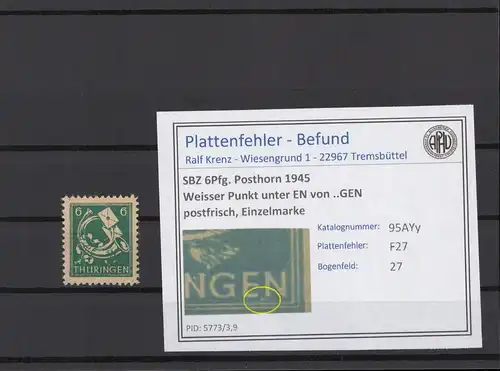 Plattenfehler - Befund
Ralf Krenz - Wiesengrund 1 - 22967 Tremsbüttel
SBZ 6Pfg. Posthorn 1945
Weisser Punkt unter EN von ..GEN
postfrisch, Einzelmarke
Katalognummer: 95AYy
Plattenfehler: F27
Bogenfeld: 27
NGEN
PID: 5773/3,9
6 6
THÜRINGEN